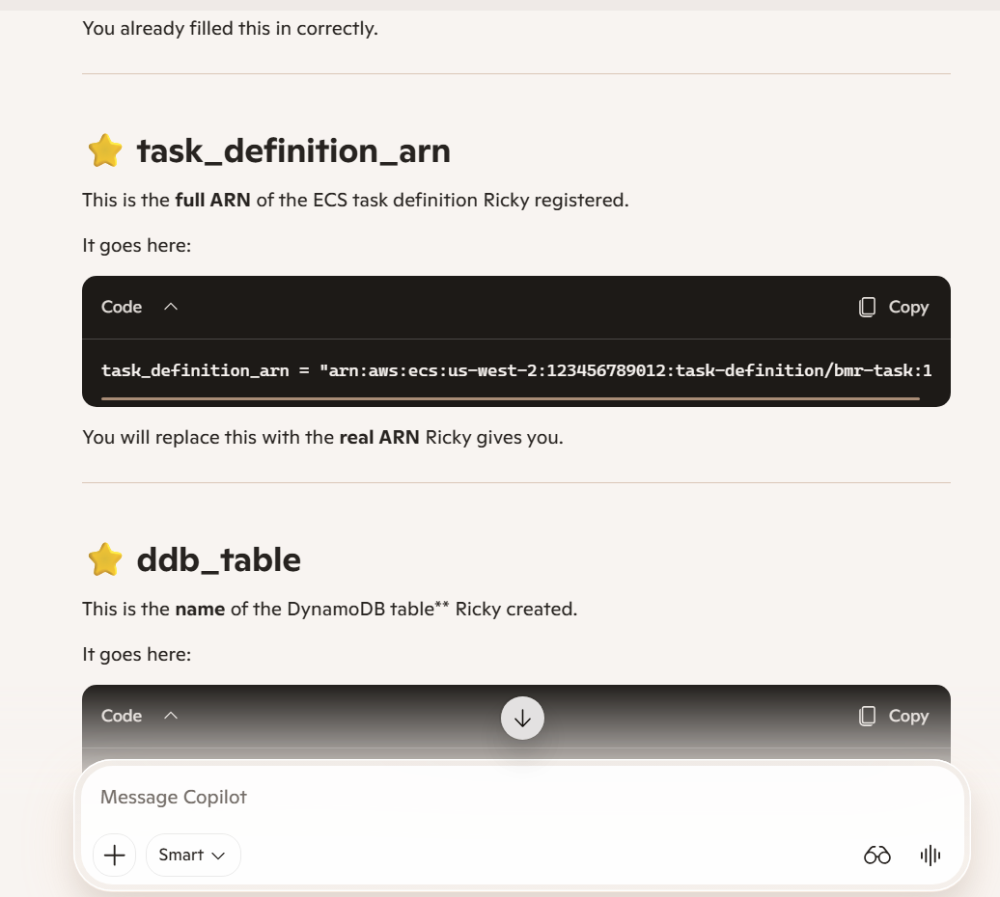 You already filled this in correctly.
task_definition_arn
This is the full ARN of the ECS task definition Ricky registered.
It goes here:
Code
Copy
task_definition_arn = "arn:aws:ecs:us-west-2:123456789012:task-definition/bmr-task:1
You will replace this with the real ARN Ricky gives you.
ddb_table
This is the name of the DynamoDB table** Ricky created.
It goes here:
Code
Copy
Message Copilot
Smart